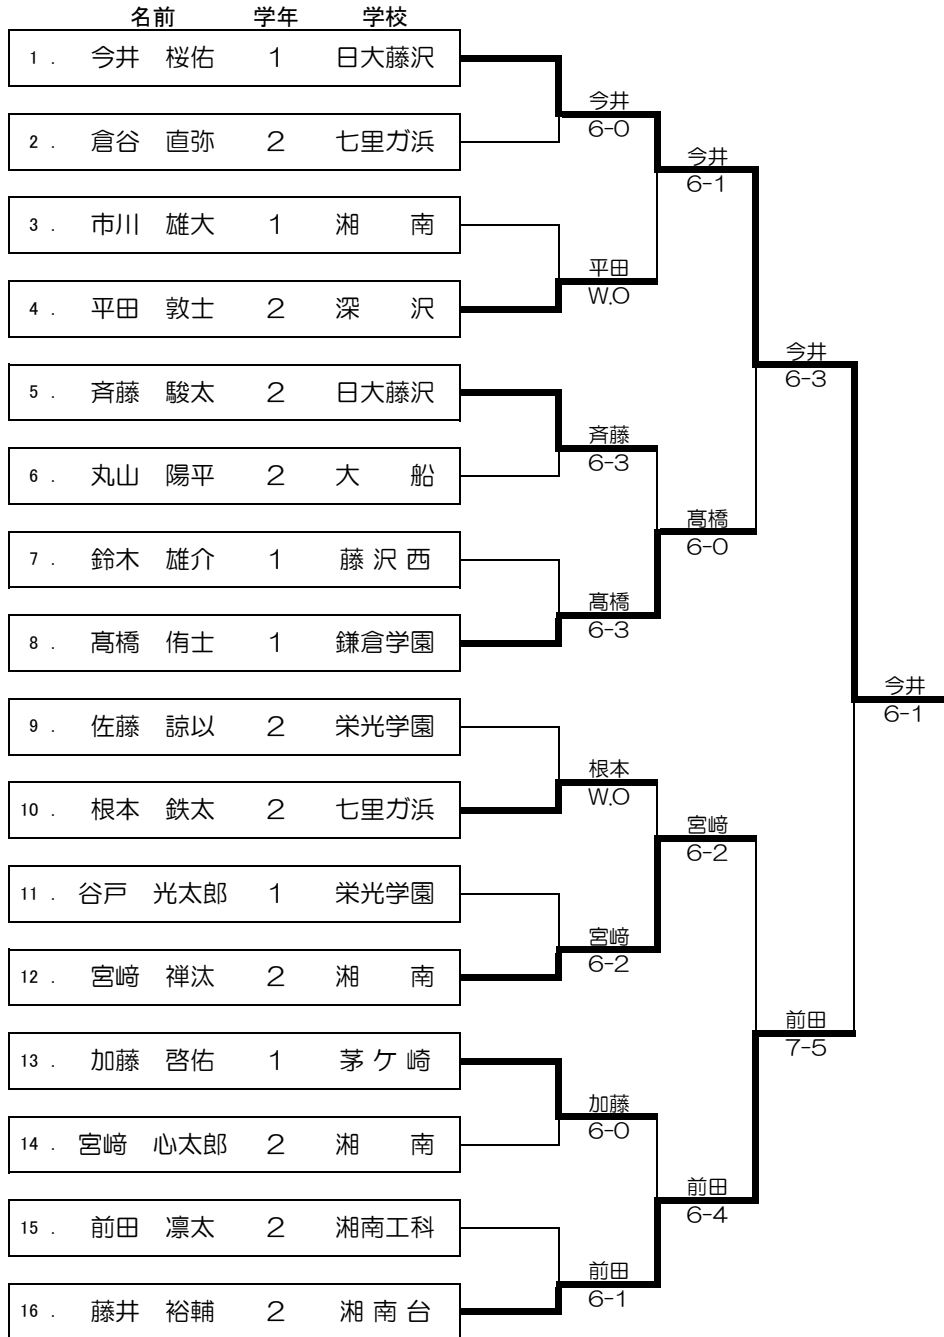 名前 学年 学校
1. 今井 桜佑 1 日大藤沢
今井
6-0
2. 倉谷 直弥 2 七里ガ浜
今井
6-1
3. 市川 雄大 1 湘 南
平田
W.O
4. 平田 敦士 2 深 沢
今井
6-3
5. 斉藤 駿太 2 日大藤沢
斉藤
6-3
6. 丸山 陽平 2 大 船
髙橋
6-0
7. 鈴木 雄介 1 藤沢西
髙橋
6-3
8. 髙橋 侑士 1 鎌倉学園
今井
6-1
9. 佐藤 諒以 2 栄光学園
根本
W.O
10. 根本 鉄太 2 七里ガ浜
宮﨑
6-2
11. 谷戸 光太郎 1 栄光学園
宮﨑
6-2
12. 宮﨑 禅汰 2 湘 南
前田
7-5
13. 加藤 啓佑 1 茅ケ崎
加藤
6-0
14. 宮﨑 心太郎 2 湘 南
前田
6-4
15. 前田 凛太 2 湘南工科
前田
6-1
16. 藤井 裕輔 2 湘南台